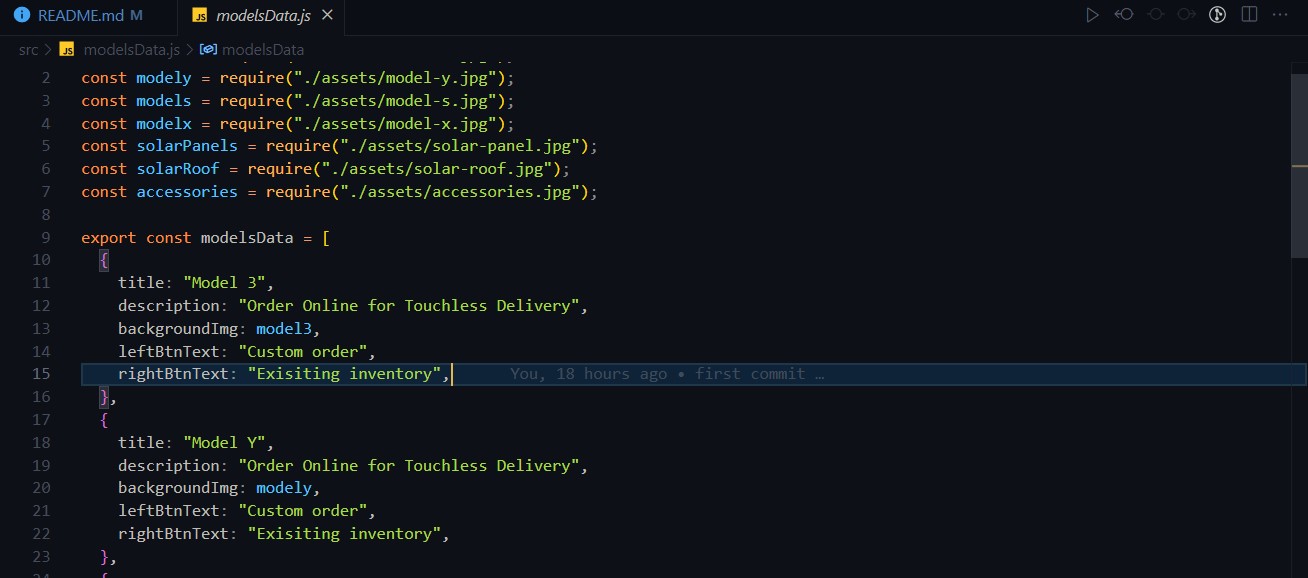 README.md M
JS modelsData.js
src > JS modelsData.js > modelsData
2 const modely = require("./assets/model-y.jpg");
3 const models = require("./assets/model-s.jpg");
4 const modelx = require("./assets/model-x.jpg");
5 const solarPanels = require("./assets/solar-panel.jpg");
6 const solarRoof = require("./assets/solar-roof.jpg");
7 const accessories = require("./assets/accessories.jpg");
8
9 export const modelsData = [
10 {
11 title: "Model 3",
12 description: "Order Online for Touchless Delivery",
13 backgroundImg: model3,
14 leftBtnText: "Custom order",
15 rightBtnText: "Exisiting inventory", You, 18 hours ago • first commit …
16 },
17 {
18 title: "Model Y",
19 description: "Order Online for Touchless Delivery",
20 backgroundImg: modely,
21 leftBtnText: "Custom order",
22 rightBtnText: "Exisiting inventory",
23 },